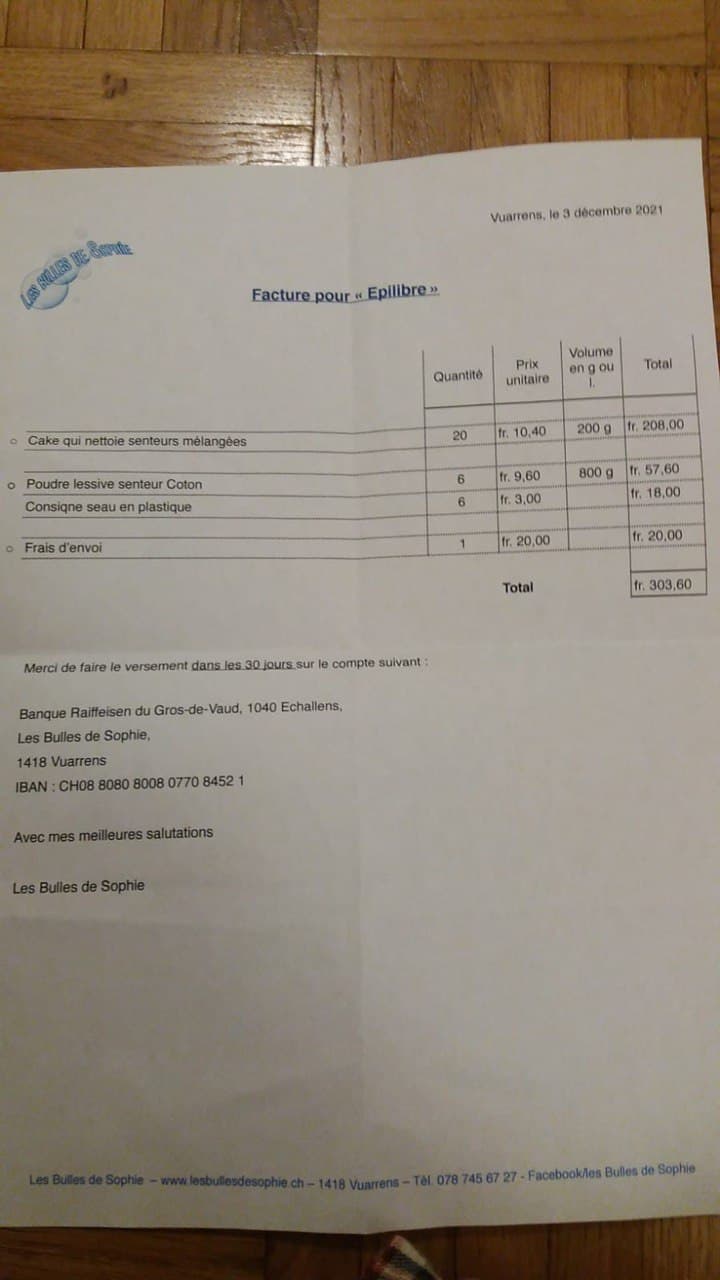 Vuarrens, le 3 décembre 2021
LES BULLES DE SOPHIE
Facture pour « Epilibre »
Quantité Prix unitaire Volume en g ou l. Total
o Cake qui nettoie senteurs mélangées 20 fr. 10,40 200 g fr. 208,00
o Poudre lessive senteur Coton 6 fr. 9,60 800 g fr. 57,60
Consigne seau en plastique 6 fr. 3,00 fr. 18,00
o Frais d'envoi 1 fr. 20,00 fr. 20,00
Total fr. 303,60
Merci de faire le versement dans les 30 jours sur le compte suivant :
Banque Raiffeisen du Gros-de-Vaud, 1040 Echallens,
Les Bulles de Sophie,
1418 Vuarrens
IBAN : CH08 8080 8008 0770 8452 1
Avec mes meilleures salutations
Les Bulles de Sophie
Les Bulles de Sophie – www.lesbullesdesophie.ch – 1418 Vuarrens – Tél. 078 745 67 27 - Facebook/les Bulles de Sophie